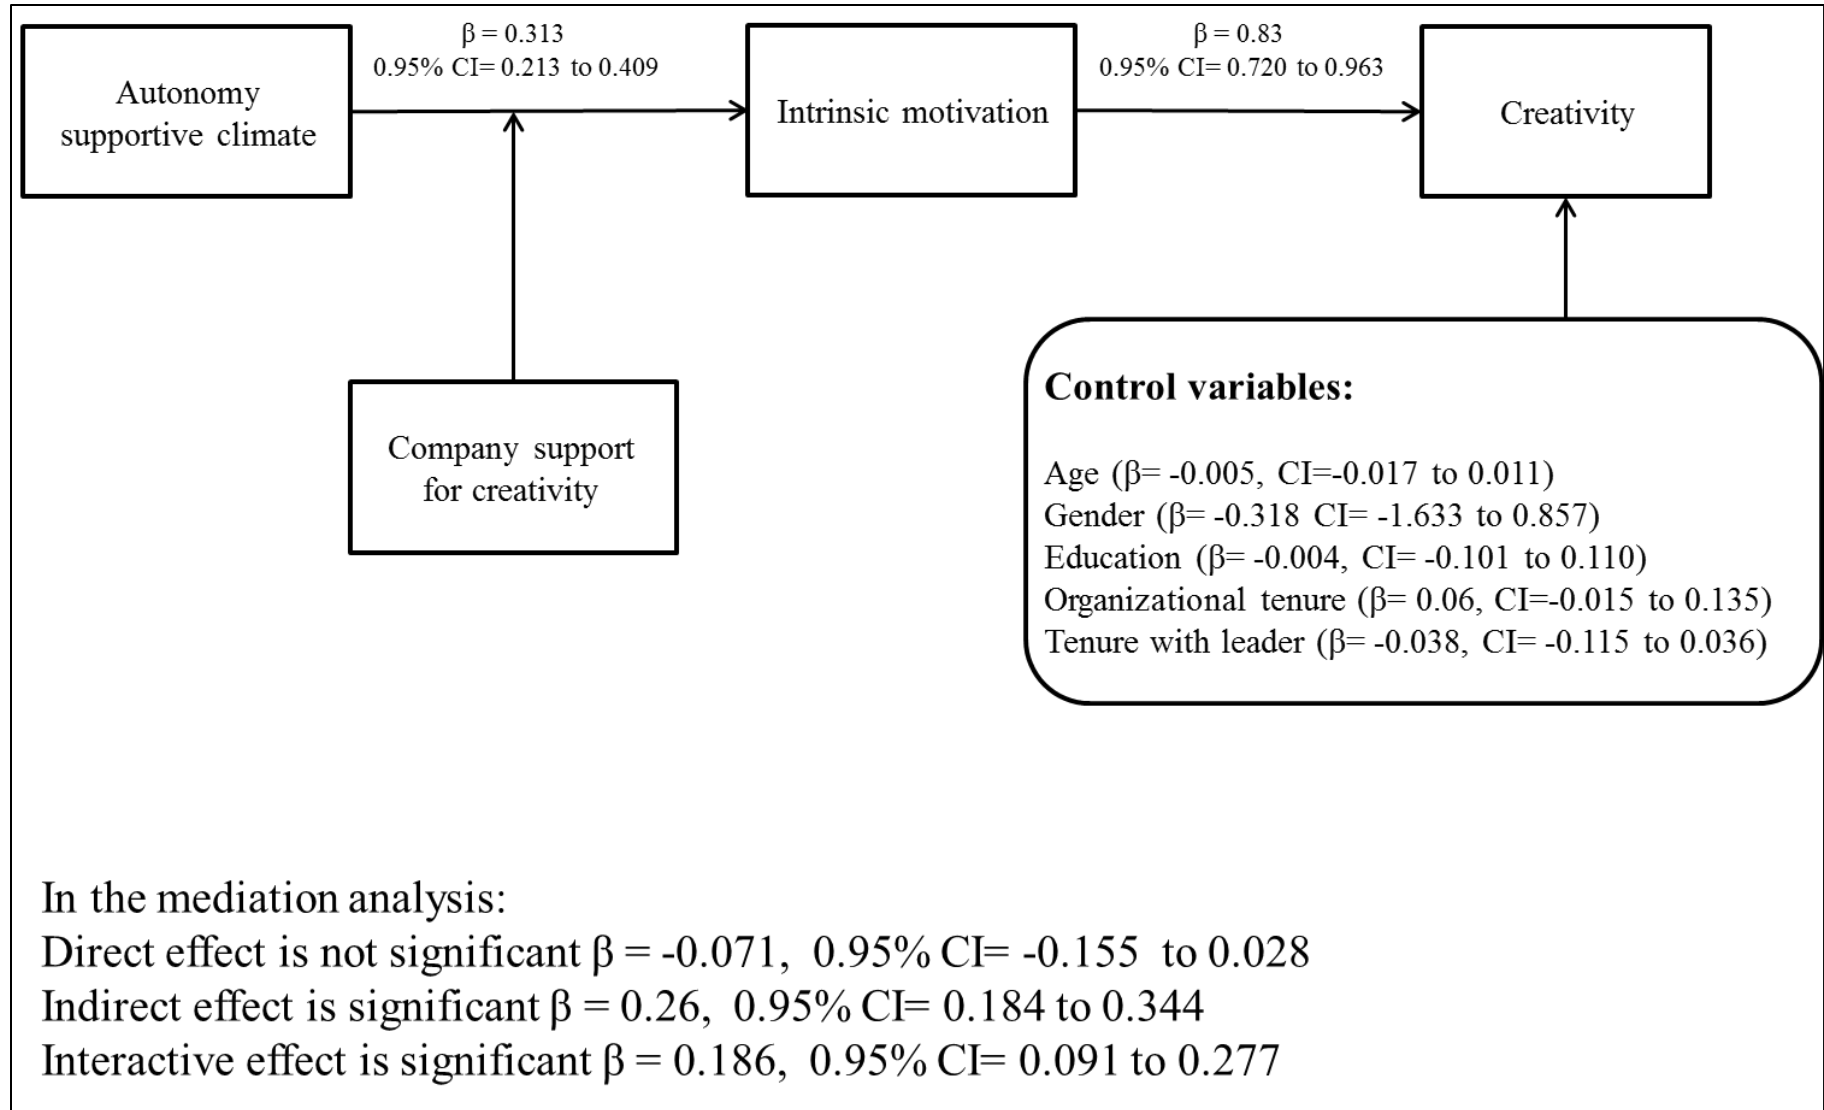 Autonomy
supportive climate
β = 0.313
0.95% CI= 0.213 to 0.409
Intrinsic motivation
β = 0.83
0.95% CI= 0.720 to 0.963
Creativity
Company support
for creativity
Control variables:
Age (β= -0.005, CI=-0.017 to 0.011)
Gender (β= -0.318 CI= -1.633 to 0.857)
Education (β= -0.004, CI= -0.101 to 0.110)
Organizational tenure (β= 0.06, CI=-0.015 to 0.135)
Tenure with leader (β= -0.038, CI= -0.115 to 0.036)
In the mediation analysis:
Direct effect is not significant β = -0.071, 0.95% CI= -0.155 to 0.028
Indirect effect is significant β = 0.26, 0.95% CI= 0.184 to 0.344
Interactive effect is significant β = 0.186, 0.95% CI= 0.091 to 0.277